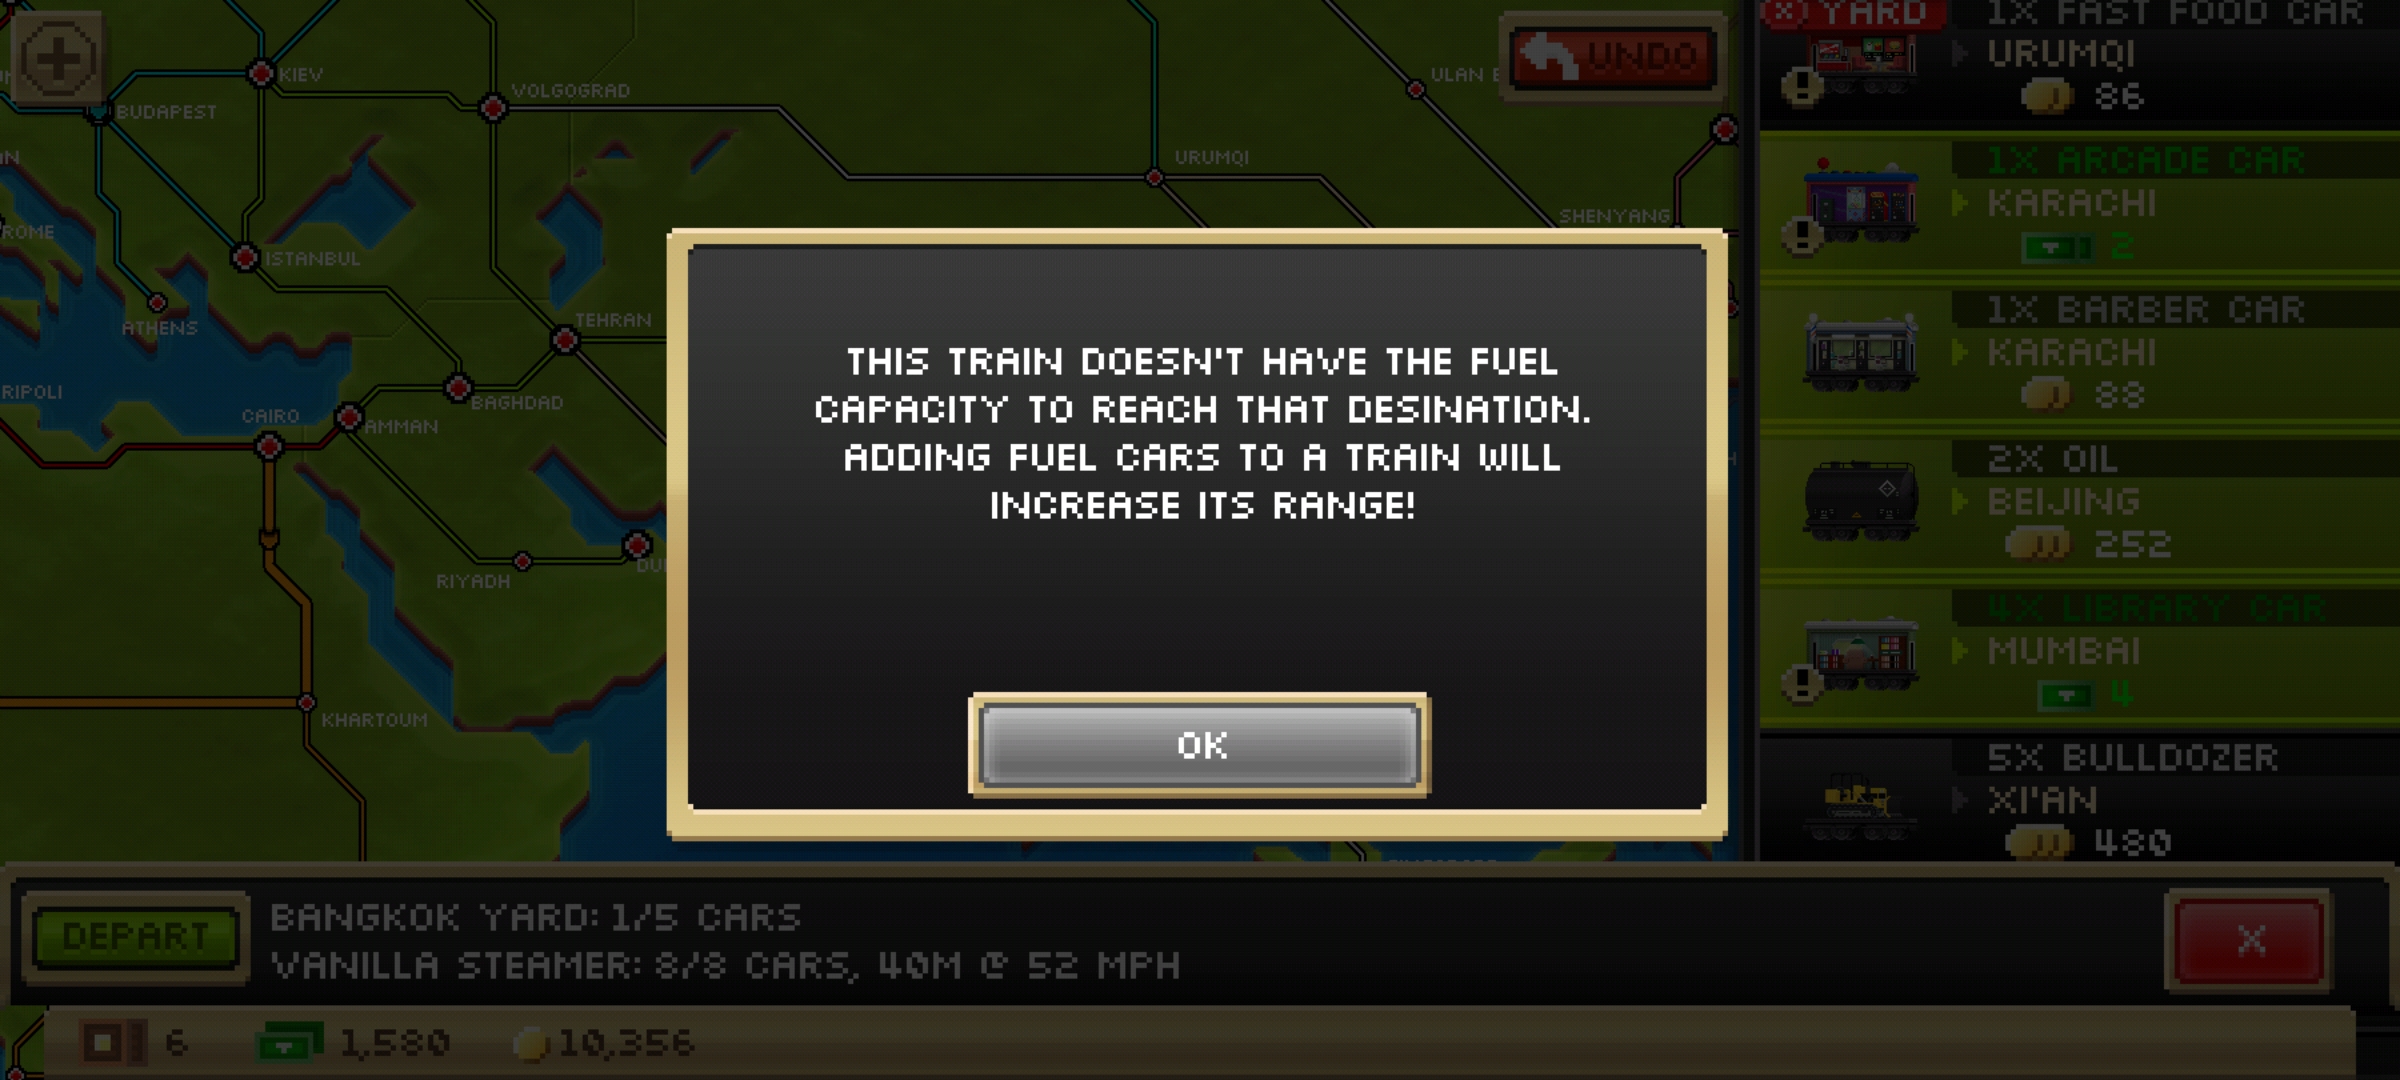 KIEV
BUDAPEST
VOLGOGRAD
URUMQI
SHENYANG
ROME
ISTANBUL
ATHENS
TEHRAN
RIPOLI
CAIRO
AMMAN
BAGHDAD
RIYADH
KHARTOUM
UNDO
THIS TRAIN DOESN'T HAVE THE FUEL
CAPACITY TO REACH THAT DESINATION.
ADDING FUEL CARS TO A TRAIN WILL
INCREASE ITS RANGE!
OK
(X) YARD
1X FAST FOOD CAR
URUMQI
86
1X ARCADE CAR
KARACHI
2
1X BARBER CAR
KARACHI
88
2X OIL
BEIJING
252
4X LIBRARY CAR
MUMBAI
4
5X BULLDOZER
XI'AN
480
DEPART
BANGKOK YARD: 1/5 CARS
VANILLA STEAMER: 8/8 CARS, 40M @ 52 MPH
X
6
1,580
10,356